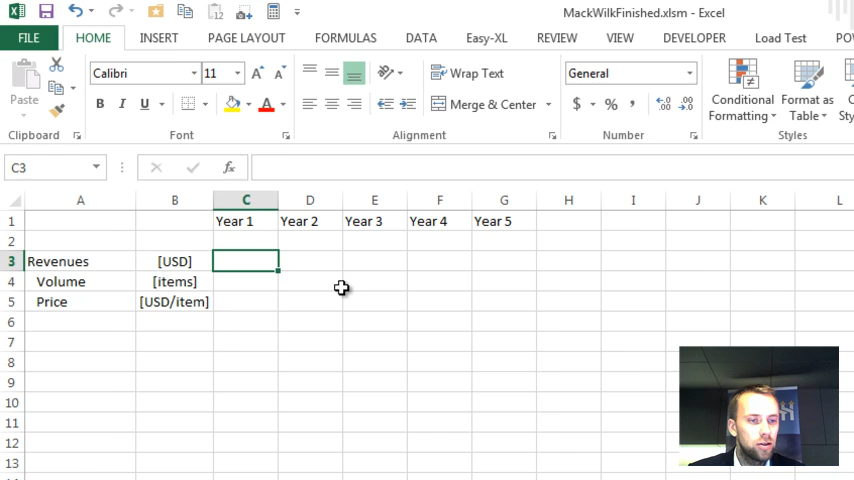 MackWilkFinished.xlsm - Excel
FILE HOME INSERT PAGE LAYOUT FORMULAS DATA Easy-XL REVIEW VIEW DEVELOPER Load Test
Paste
Calibri 11
B I U
Wrap Text
Merge & Center
General
$ % ,
Conditional Formatting
Format as Table
Clipboard Font Alignment Number Styles
C3 fx
A B C D E F G H I J K L
1 Year 1 Year 2 Year 3 Year 4 Year 5
2
3 Revenues [USD]
4 Volume [items]
5 Price [USD/item]
6
7
8
9
10
11
12
13